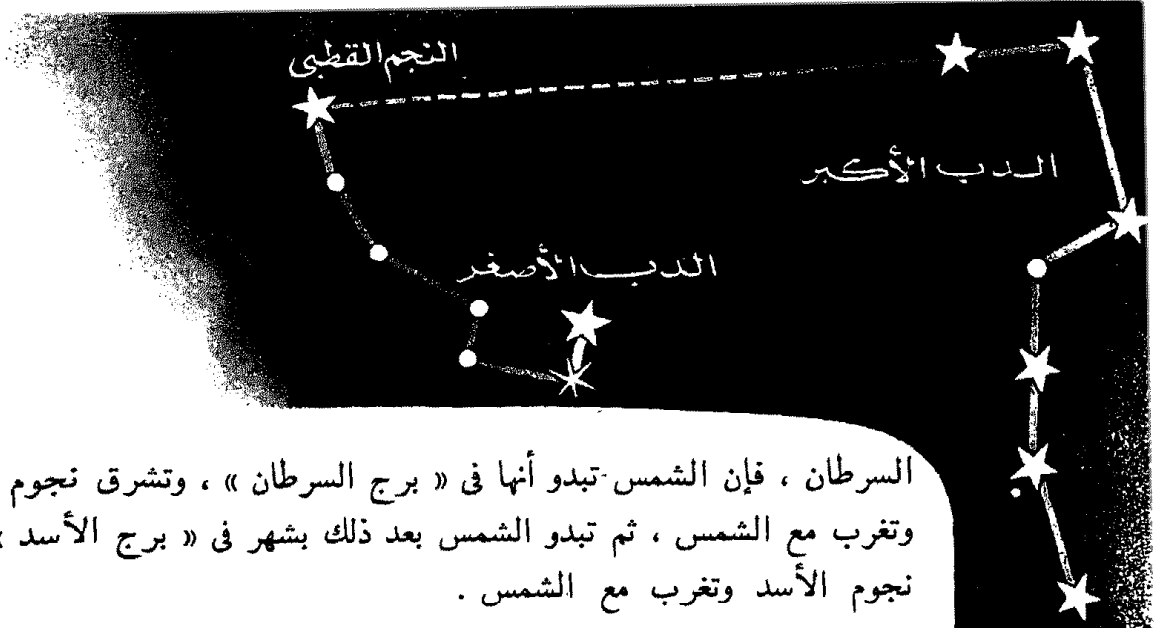 النجم القطبى
الدب الأكبر
الدب الأصغر
السرطان ، فإن الشمس تبدو أنها فى « برج السرطان » ، وتشرق نجوم
وتغرب مع الشمس ، ثم تبدو الشمس بعد ذلك بشهر فى « برج الأسد »
نجوم الأسد وتغرب مع الشمس .